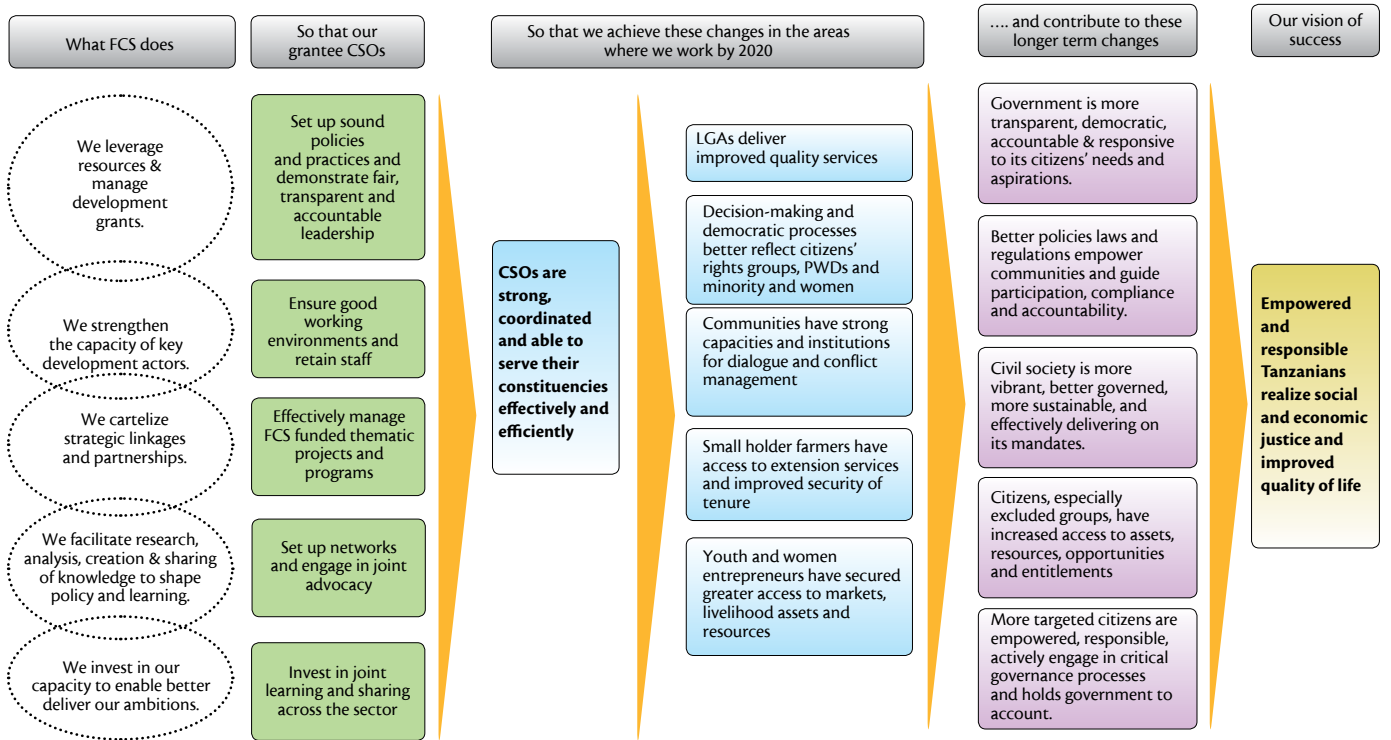 What FCS does
So that our
grantee CSOs
So that we achieve these changes in the areas
where we work by 2020
.... and contribute to these
longer term changes
Our vision of
success
We leverage
resources &
manage
development
grants.
We strengthen
the capacity of key
development actors.
We cartelize
strategic linkages
and partnerships.
We facilitate research,
analysis, creation & sharing
of knowledge to shape
policy and learning.
We invest in our
capacity to enable better
deliver our ambitions.
Set up sound
policies
and practices and
demonstrate fair,
transparent and
accountable
leadership
Ensure good
working
environments and
retain staff
Effectively manage
FCS funded thematic
projects and
programs
Set up networks
and engage in joint
advocacy
Invest in joint
learning and sharing
across the sector
CSOs are
strong,
coordinated
and able to
serve their
constituencies
effectively and
efficiently
LGAs deliver
improved quality services
Decision-making and
democratic processes
better reflect citizens’
rights groups, PWDs and
minority and women
Communities have strong
capacities and institutions
for dialogue and conflict
management
Small holder farmers have
access to extension services
and improved security of
tenure
Youth and women
entrepreneurs have secured
greater access to markets,
livelihood assets and
resources
Government is more
transparent, democratic,
accountable & responsive
to its citizens’ needs and
aspirations.
Better policies laws and
regulations empower
communities and guide
participation, compliance
and accountability.
Civil society is more
vibrant, better governed,
more sustainable, and
effectively delivering on
its mandates.
Citizens, especially
excluded groups, have
increased access to assets,
resources, opportunities
and entitlements
More targeted citizens are
empowered, responsible,
actively engage in critical
governance processes
and holds government to
account.
Empowered
and
responsible
Tanzanians
realize social
and economic
justice and
improved
quality of life